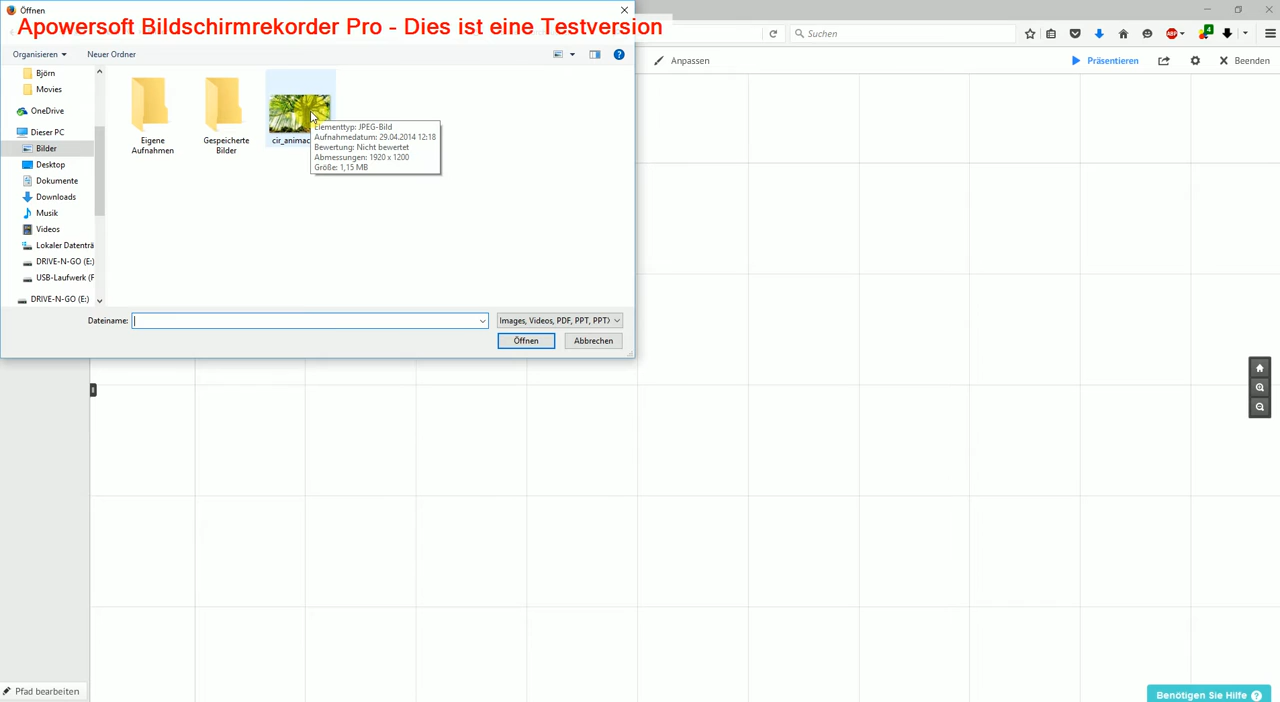 Öffnen
Apowersoft Bildschirmrekorder Pro - Dies ist eine Testversion
Suchen
ABP
4
Organisieren
Neuer Ordner
?
Anpassen
Präsentieren
Beenden
Björn
Movies
OneDrive
Dieser PC
Bilder
Desktop
Dokumente
Downloads
Musik
Videos
Lokaler Datenträ
DRIVE-N-GO (E:)
USB-Laufwerk (F
DRIVE-N-GO (E:)
Eigene
Aufnahmen
Gespeicherte
Bilder
cir_animac
Elementtyp: JPEG-Bild
Aufnahmedatum: 29.04.2014 12:18
Bewertung: Nicht bewertet
Abmessungen: 1920 x 1200
Größe: 1,15 MB
Dateiname:
Images, Videos, PDF, PPT, PPT)
Öffnen
Abbrechen
Pfad bearbeiten
Benötigen Sie Hilfe ?